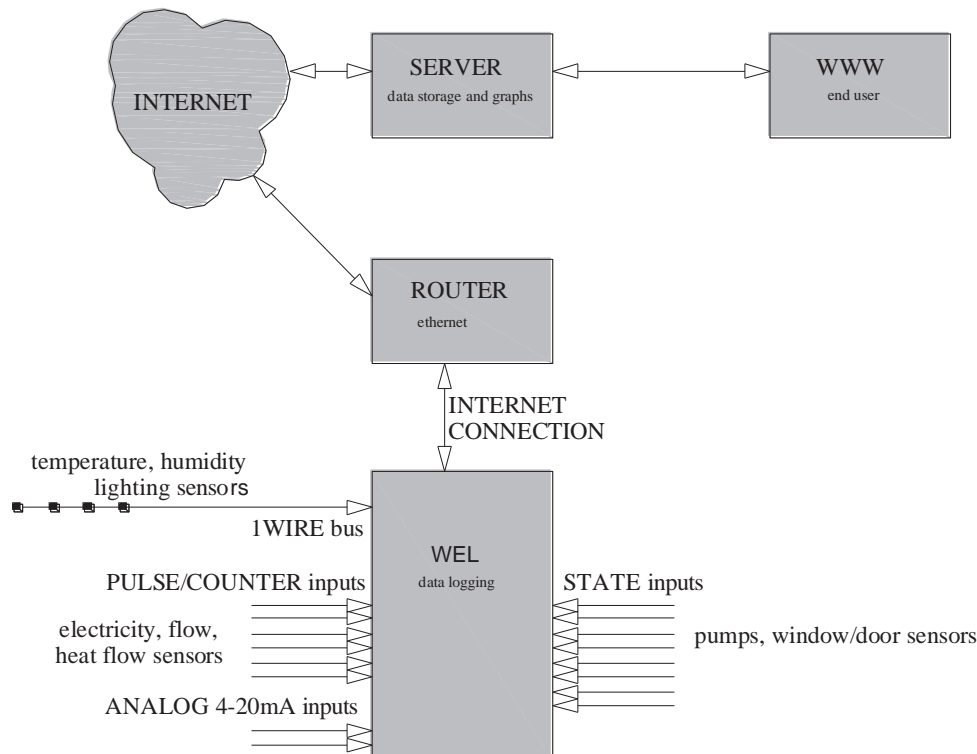 SERVER
data storage and graphs
WWW
end user
INTERNET
ROUTER
ethernet
INTERNET
CONNECTION
temperature, humidity
lighting sensors
1WIRE bus
WEL
data logging
PULSE/COUNTER inputs
STATE inputs
electricity, flow,
heat flow sensors
pumps, window/door sensors
ANALOG 4-20mA inputs